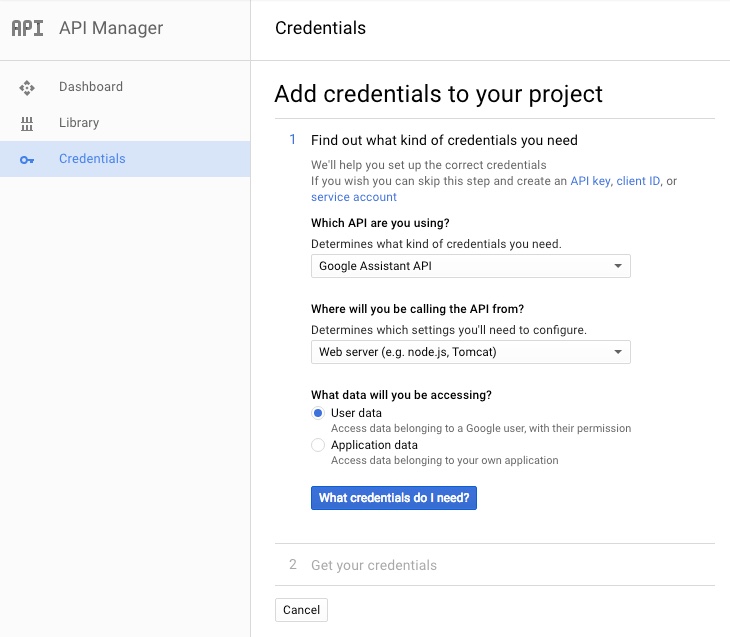 API API Manager
Credentials
Dashboard
Library
Credentials
Add credentials to your project
1 Find out what kind of credentials you need
We'll help you set up the correct credentials
If you wish you can skip this step and create an API key, client ID, or
service account
Which API are you using?
Determines what kind of credentials you need.
Google Assistant API
Where will you be calling the API from?
Determines which settings you'll need to configure.
Web server (e.g. node.js, Tomcat)
What data will you be accessing?
User data
Access data belonging to a Google user, with their permission
Application data
Access data belonging to your own application
What credentials do I need?
2 Get your credentials
Cancel